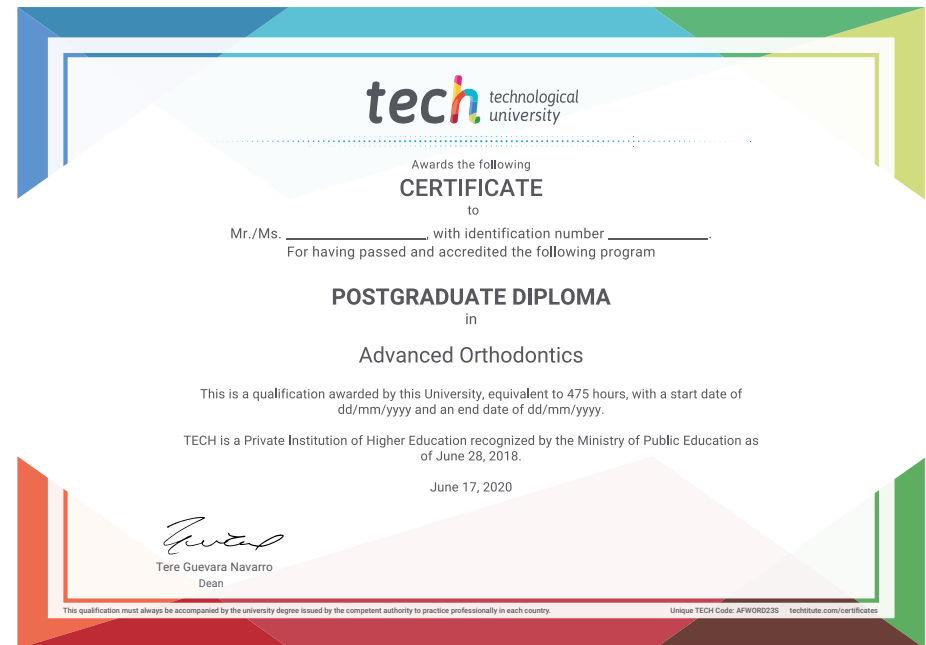 tech technological
university
Awards the following
CERTIFICATE
to
Mr./Ms. ____________________, with identification number ______________.
For having passed and accredited the following program
POSTGRADUATE DIPLOMA
in
Advanced Orthodontics
This is a qualification awarded by this University, equivalent to 475 hours, with a start date of
dd/mm/yyyy and an end date of dd/mm/yyyy.
TECH is a Private Institution of Higher Education recognized by the Ministry of Public Education as
of June 28, 2018.
June 17, 2020
Tere Guevara Navarro
Dean
This qualification must always be accompanied by the university degree issued by the competent authority to practice professionally in each country. Unique TECH Code: AFWORD23S techtitute.com/certificates